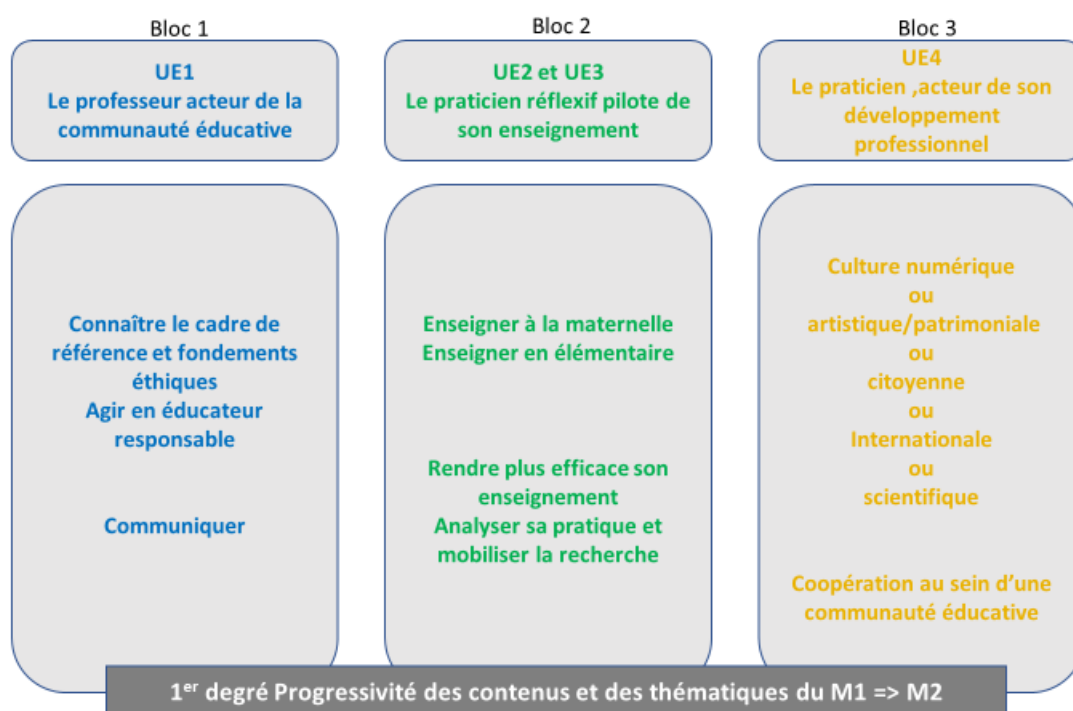 Bloc 1
UE1
Le professeur acteur de la
communauté éducative
Connaître le cadre de
référence et fondements
éthiques
Agir en éducateur
responsable
Communiquer
Bloc 2
UE2 et UE3
Le praticien réflexif pilote de
son enseignement
Enseigner à la maternelle
Enseigner en élémentaire
Rendre plus efficace son
enseignement
Analyser sa pratique et
mobiliser la recherche
Bloc 3
UE4
Le praticien ,acteur de son
développement
professionnel
Culture numérique
ou
artistique/patrimoniale
ou
citoyenne
ou
Internationale
ou
scientifique
Coopération au sein d’une
communauté éducative
1er degré Progressivité des contenus et des thématiques du M1 => M2